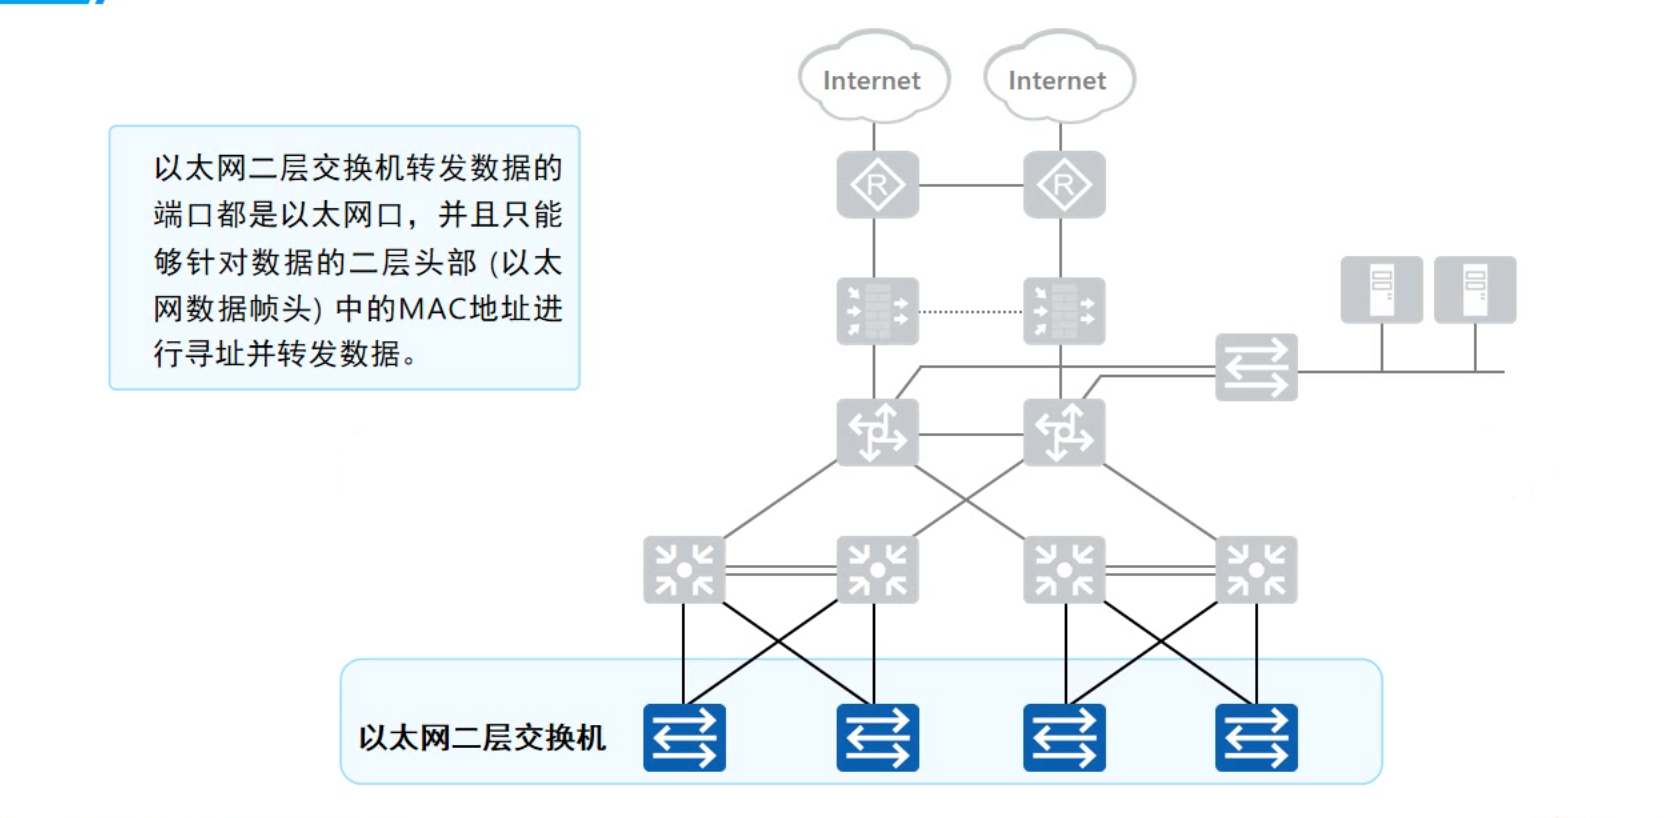 Internet
Internet
R
R
以太网二层交换机转发数据的
端口都是以太网口，并且只能
够针对数据的二层头部 (以太
网数据帧头) 中的MAC地址进
行寻址并转发数据。
以太网二层交换机